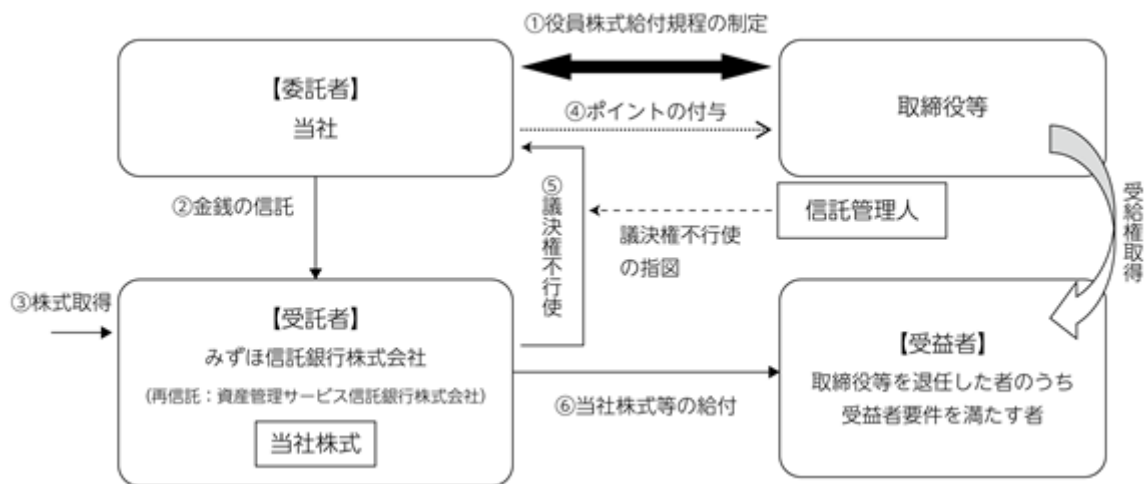 ①役員株式給付規程の制定
【委託者】
当社
④ポイントの付与
取締役等
②金銭の信託
⑤議決権不行使
議決権不行使
の指図
信託管理人
受給権取得
③株式取得
【受託者】
みずほ信託銀行株式会社
(再信託：資産管理サービス信託銀行株式会社)
当社株式
⑥当社株式等の給付
【受益者】
取締役等を退任した者のうち
受益者要件を満たす者